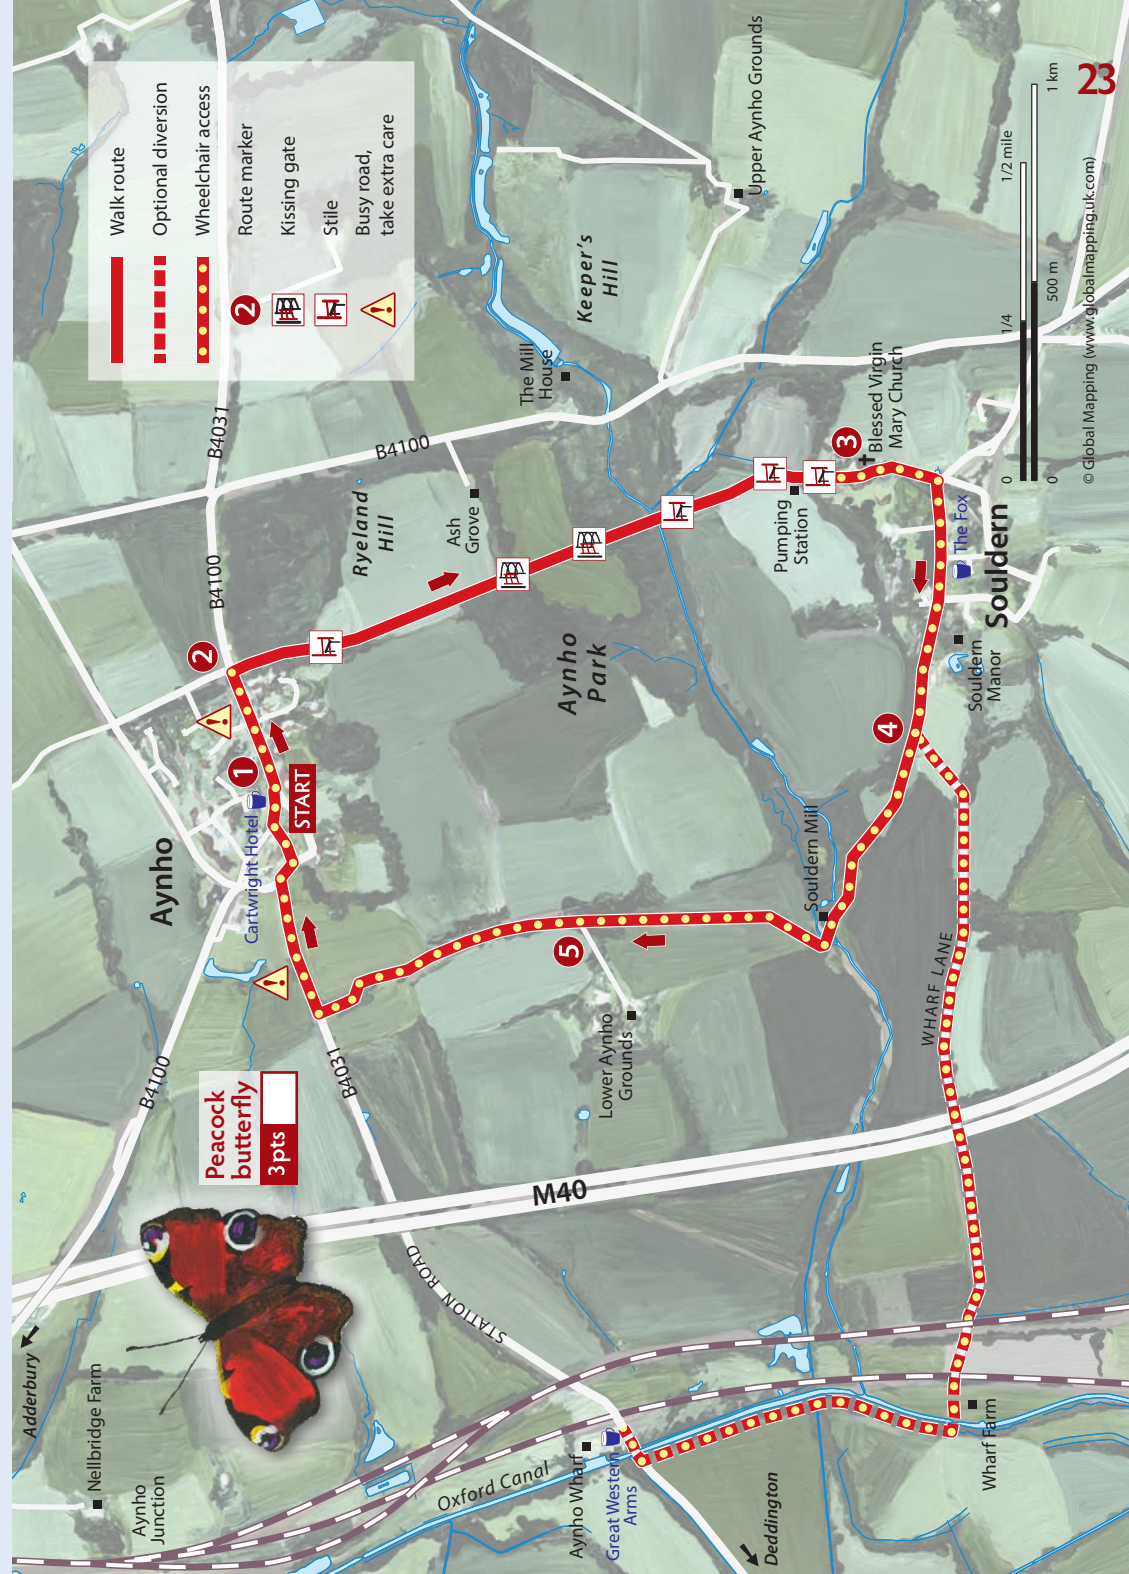 Adderbury
Nellbridge Farm
Aynho
Junction
B4100
Peacock
butterfly
3pts
Aynho
Cartwright Hotel
START
1
2
B4100
B4031
Walk route
Optional diversion
Wheelchair access
2
Route marker
Kissing gate
Stile
Busy road,
take extra care
B4031
M40
STATION ROAD
Oxford Canal
Aynho Wharf
Great Western
Arms
Deddington
Lower Aynho
Grounds
5
Ryeland
Hill
B4100
Ash
Grove
Aynho
Park
The Mill
House
Keeper's
Hill
Upper Aynho Grounds
Pumping
Station
3
Blessed Virgin
Mary Church
Souldern Mill
4
WHARF LANE
Wharf Farm
The Fox
Souldern
Souldern
Manor
0
1/4
1/2 mile
0
500 m
1 km
© Global Mapping (www.globalmapping.uk.com)
23